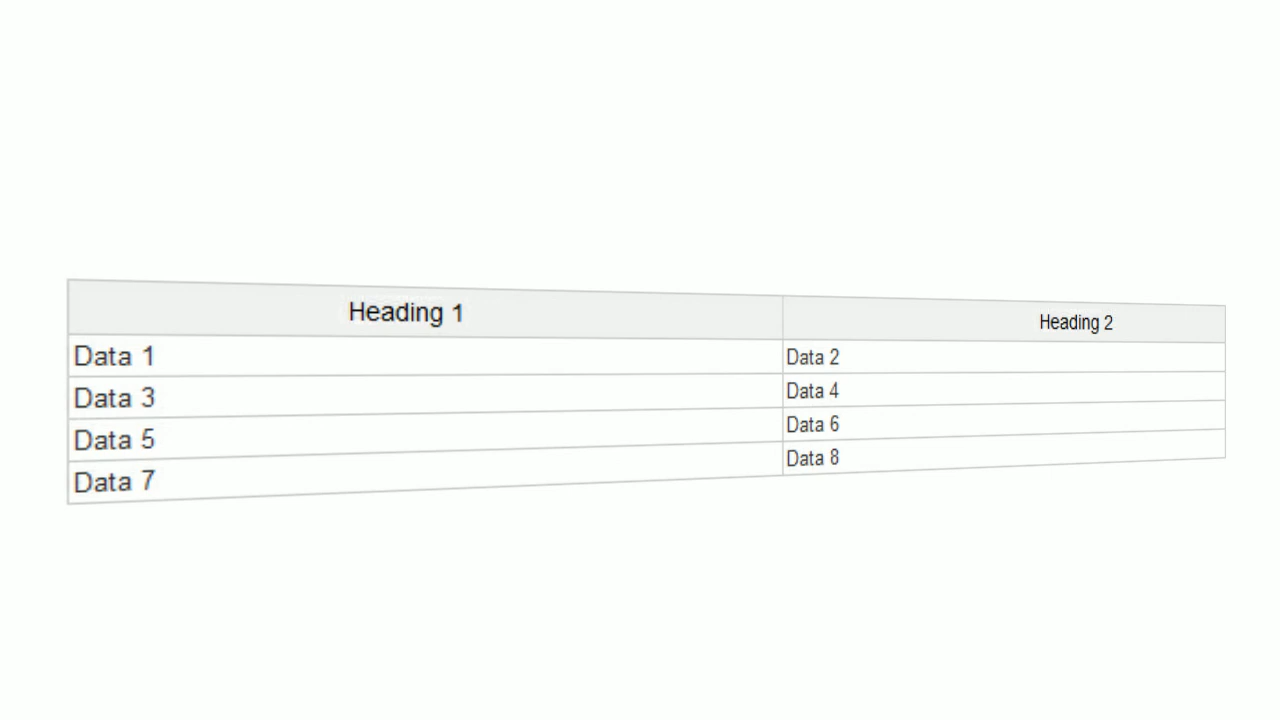 Heading 1 Heading 2
Data 1 Data 2
Data 3 Data 4
Data 5 Data 6
Data 7 Data 8